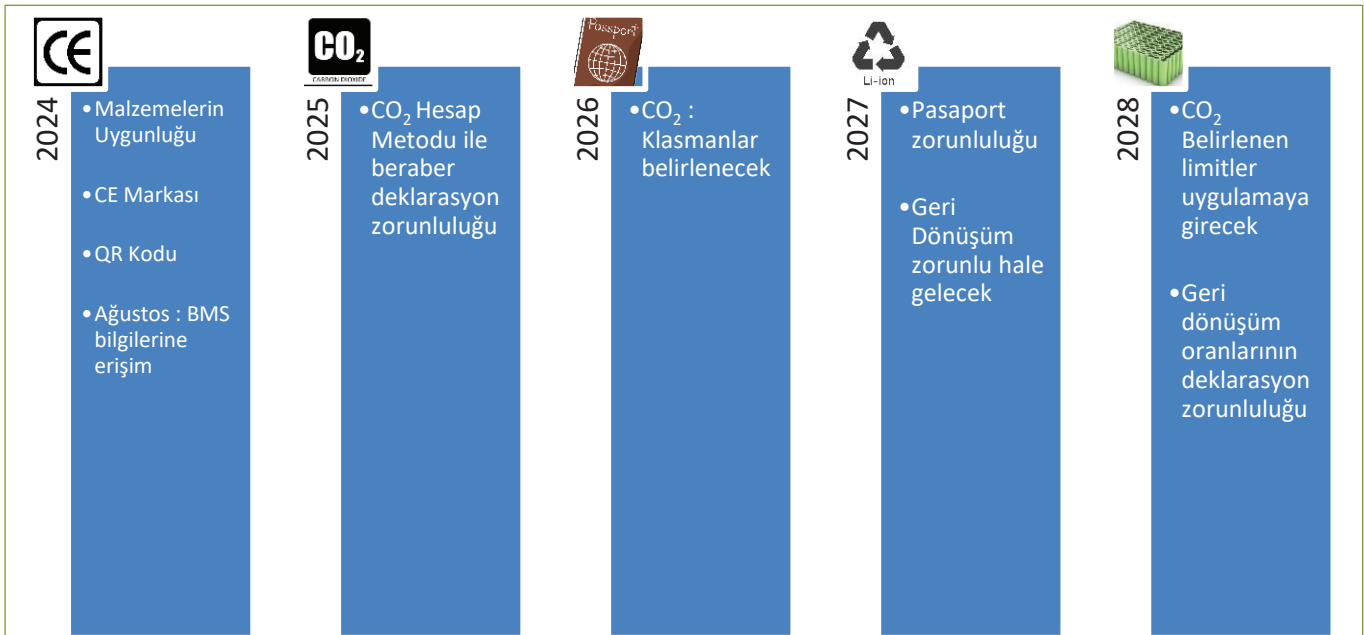 CE
2024
•Malzemelerin
Uygunluğu
•CE Markası
•QR Kodu
•Ağustos : BMS
bilgilerine
erişim
CO₂
CARBON DIOXIDE
2025
•CO₂ Hesap
Metodu ile
beraber
deklarasyon
zorunluluğu
Passport
2026
•CO₂ :
Klasmanlar
belirlenecek
Li-ion
2027
•Pasaport
zorunluluğu
•Geri
Dönüşüm
zorunlu hale
gelecek
2028
•CO₂
Belirlenen
limitler
uygulamaya
girecek
•Geri
dönüşüm
oranlarının
deklarasyon
zorunluluğu